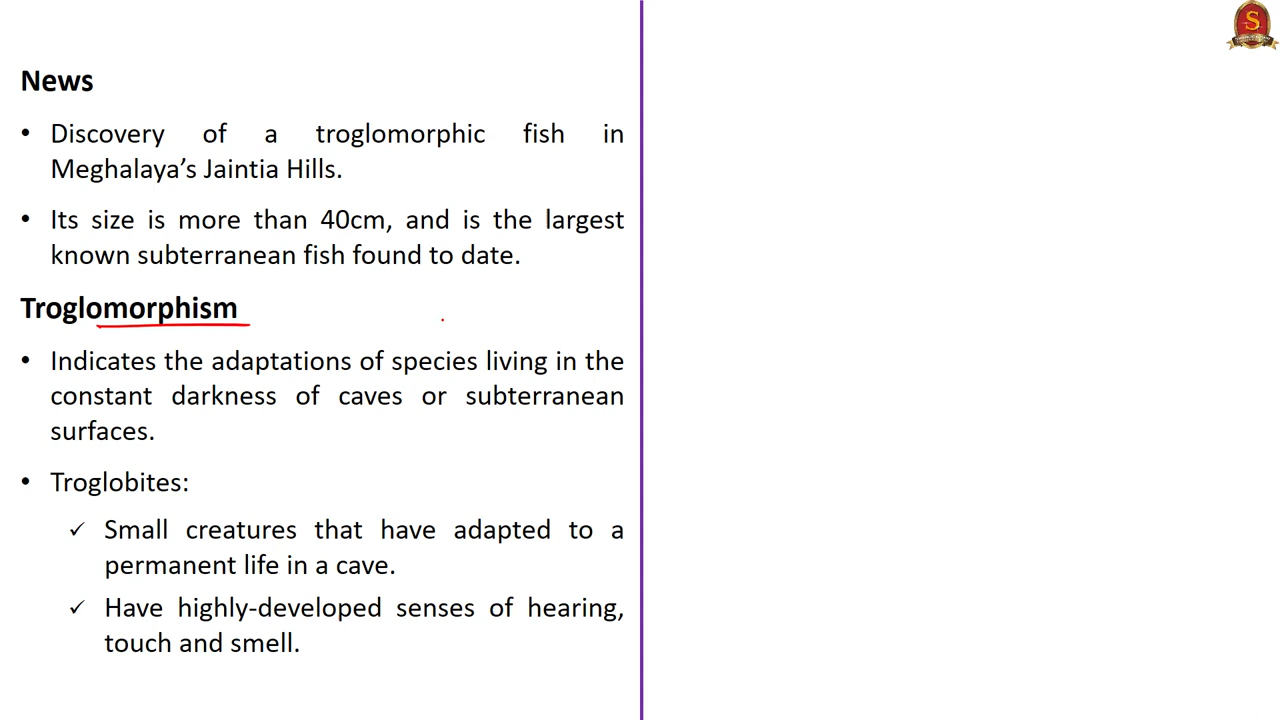 News
• Discovery of a troglomorphic fish in
Meghalaya’s Jaintia Hills.
• Its size is more than 40cm, and is the largest
known subterranean fish found to date.
Troglomorphism
• Indicates the adaptations of species living in the
constant darkness of caves or subterranean
surfaces.
• Troglobites:
✓ Small creatures that have adapted to a
permanent life in a cave.
✓ Have highly-developed senses of hearing,
touch and smell.
S